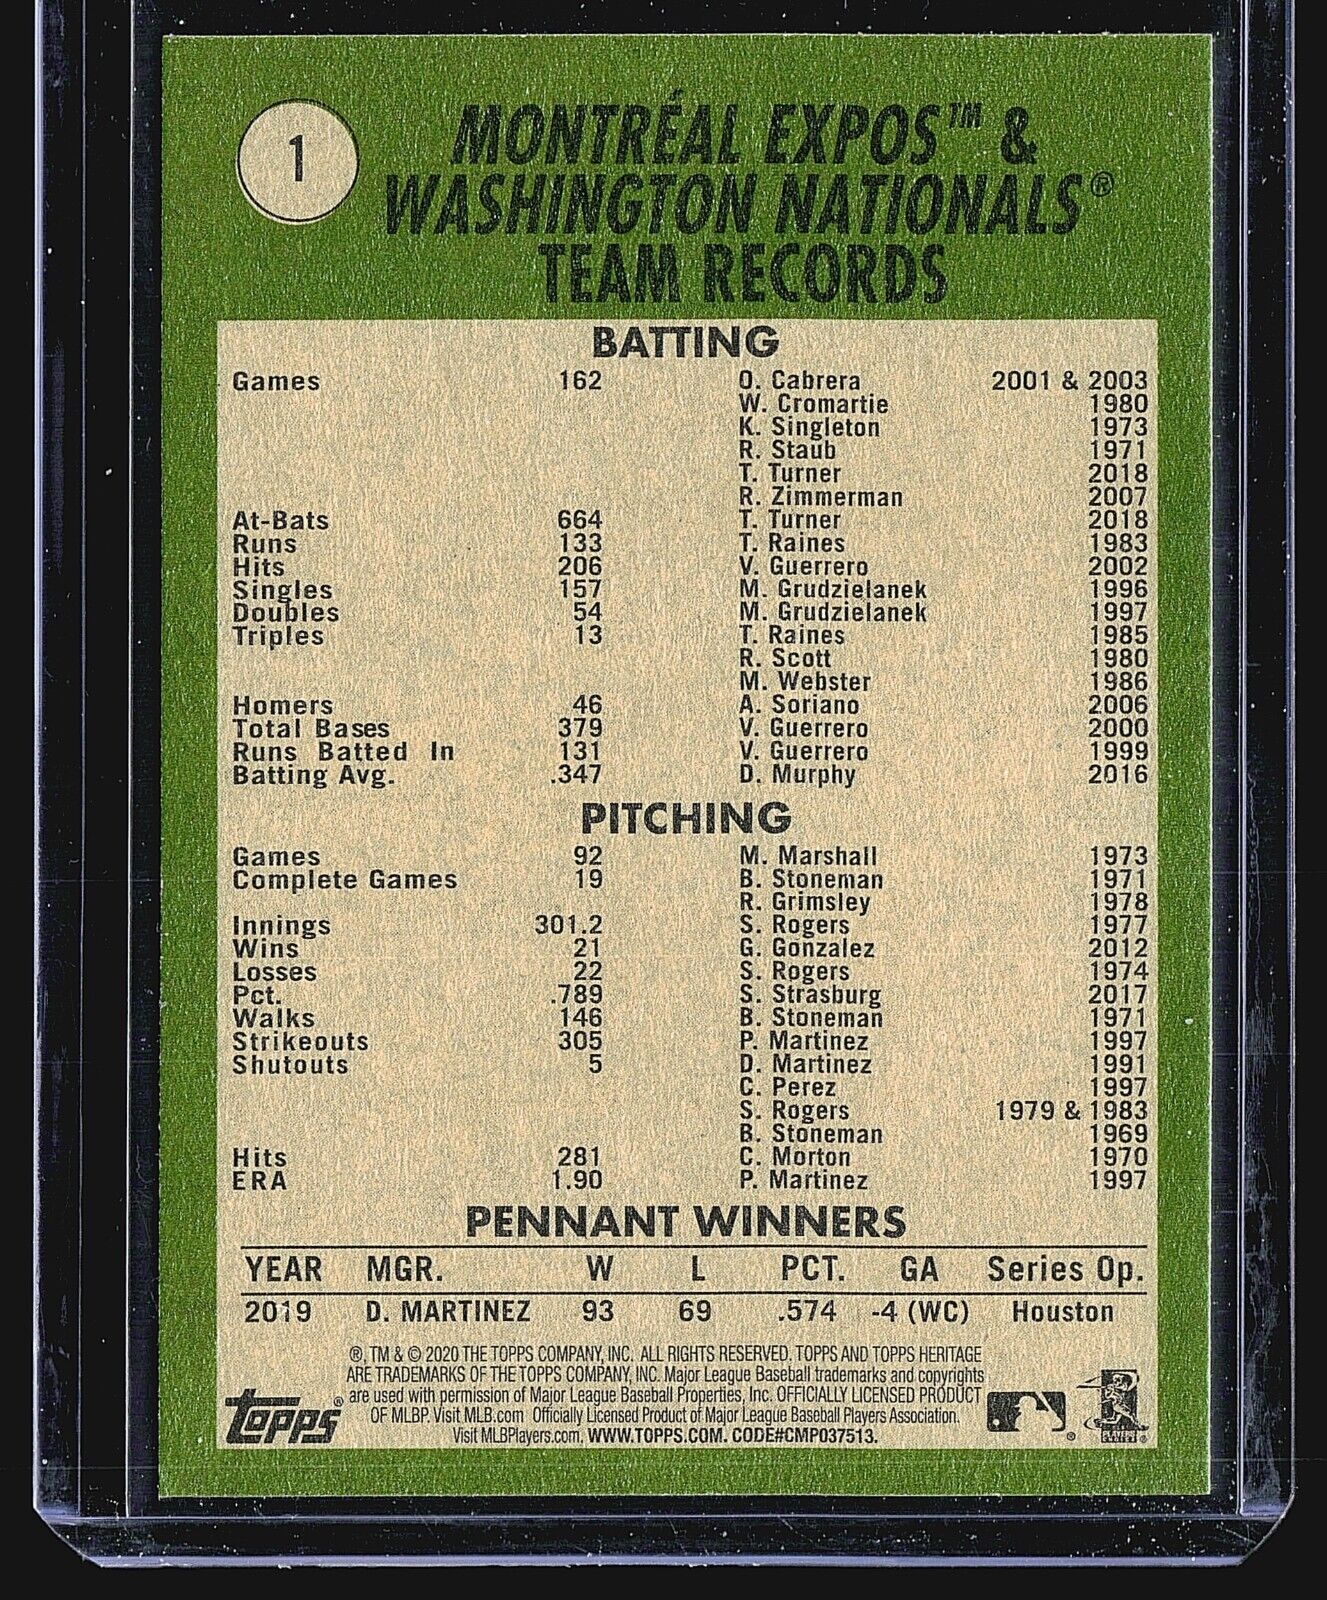 1
MONTRÉAL EXPOS™ &
WASHINGTON NATIONALS®
TEAM RECORDS
BATTING
Games 162 O. Cabrera 2001 & 2003
W. Cromartie 1980
K. Singleton 1973
R. Staub 1971
T. Turner 2018
R. Zimmerman 2007
At-Bats 664 T. Turner 2018
Runs 133 T. Raines 1983
Hits 206 V. Guerrero 2002
Singles 157 M. Grudzielanek 1996
Doubles 54 M. Grudzielanek 1997
Triples 13 T. Raines 1985
R. Scott 1980
M. Webster 1986
Homers 46 A. Soriano 2006
Total Bases 379 V. Guerrero 2000
Runs Batted In 131 V. Guerrero 1999
Batting Avg. .347 D. Murphy 2016
PITCHING
Games 92 M. Marshall 1973
Complete Games 19 B. Stoneman 1971
R. Grimsley 1978
Innings 301.2 S. Rogers 1977
Wins 21 G. Gonzalez 2012
Losses 22 S. Rogers 1974
Pct. .789 S. Strasburg 2017
Walks 146 B. Stoneman 1971
Strikeouts 305 P. Martinez 1997
Shutouts 5 D. Martinez 1991
C. Perez 1997
S. Rogers 1979 & 1983
B. Stoneman 1969
Hits 281 C. Morton 1970
ERA 1.90 P. Martinez 1997
PENNANT WINNERS
YEAR MGR. W L PCT. GA Series Op.
2019 D. MARTINEZ 93 69 .574 -4 (WC) Houston
®, TM & © 2020 THE TOPPS COMPANY, INC. ALL RIGHTS RESERVED. TOPPS AND TOPPS HERITAGE
ARE TRADEMARKS OF THE TOPPS COMPANY, INC. Major League Baseball trademarks and copyrights
are used with permission of Major League Baseball Properties, Inc. OFFICIALLY LICENSED PRODUCT
OF MLBP. Visit MLB.com Officially Licensed Product of Major League Baseball Players Association.
Visit MLBPlayers.com. WWW.TOPPS.COM. CODE#CMP037513.
topps
PLAYERS
CHOICE